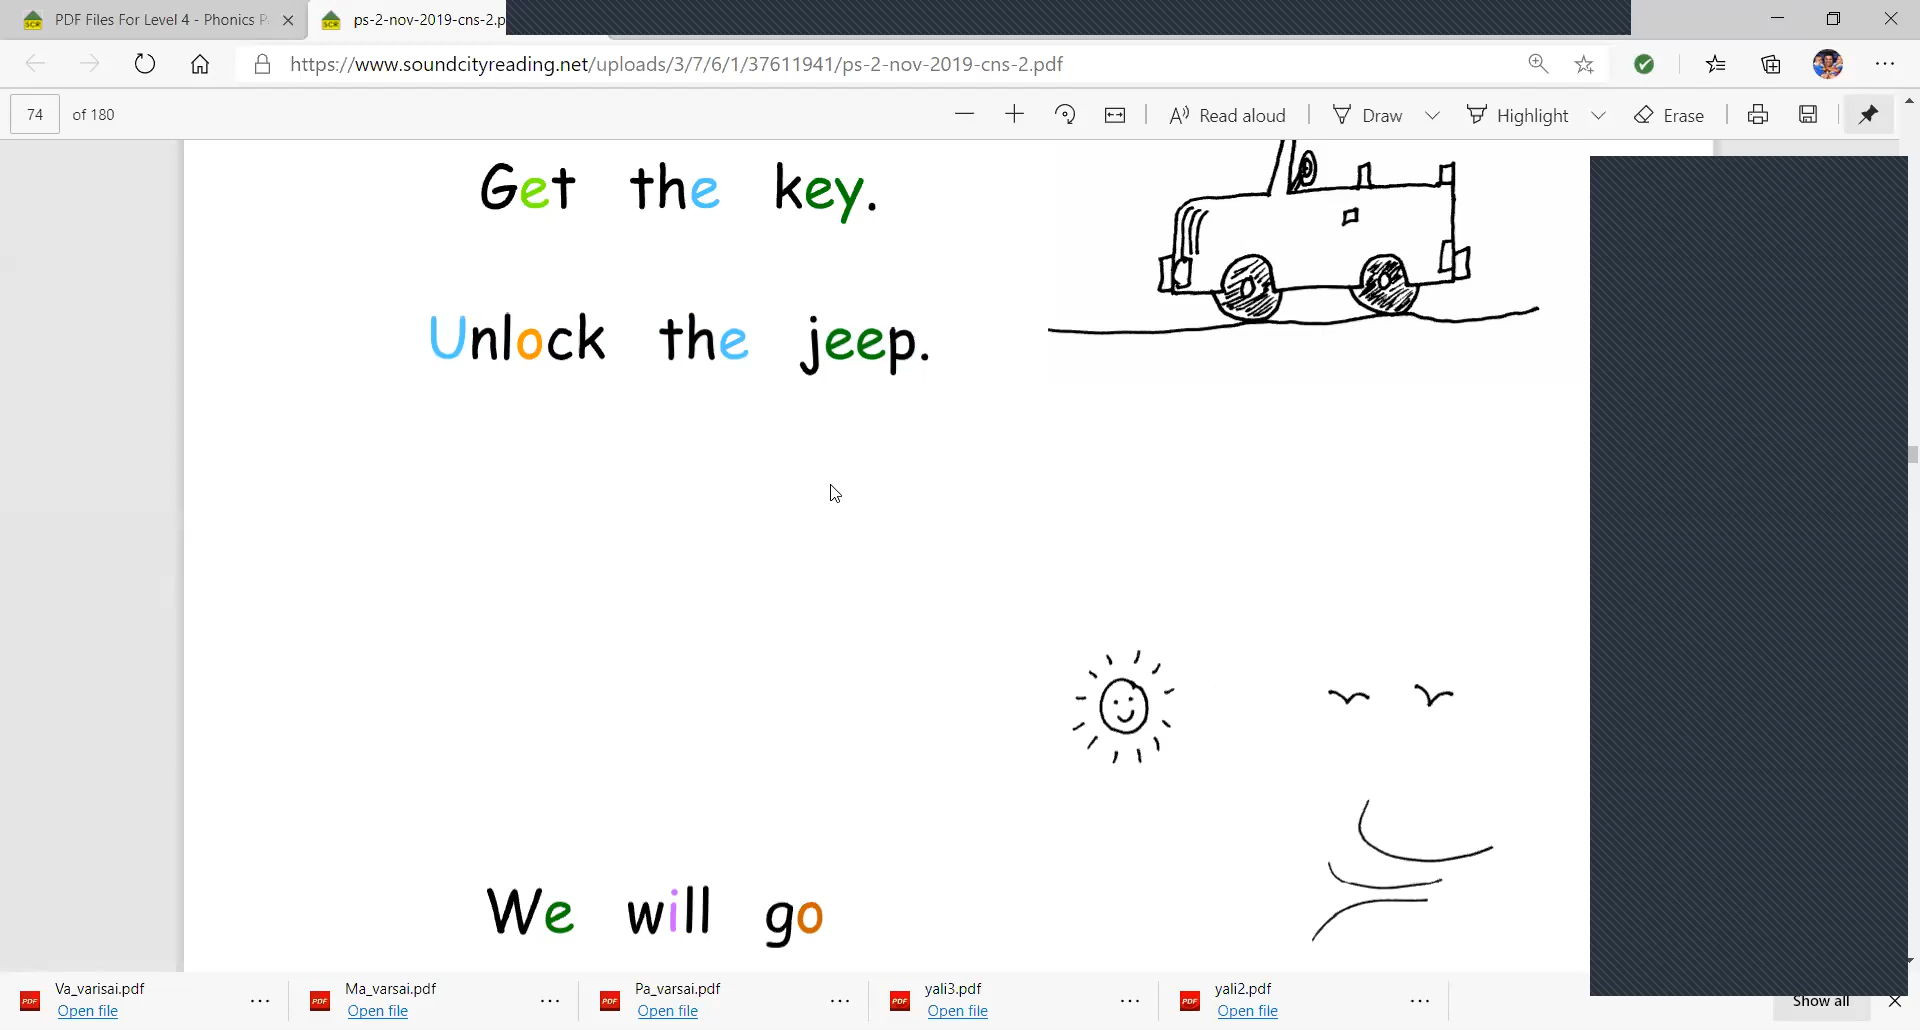 PDF Files For Level 4 - Phonics P
ps-2-nov-2019-cns-2.p
https://www.soundcityreading.net/uploads/3/7/6/1/37611941/ps-2-nov-2019-cns-2.pdf
74 of 180
Read aloud
Draw
Highlight
Erase
Get the key.
Unlock the jeep.
We will go
Va_varisai.pdf
Open file
Ma_varsai.pdf
Open file
Pa_varsai.pdf
Open file
yali3.pdf
Open file
yali2.pdf
Open file
Show all